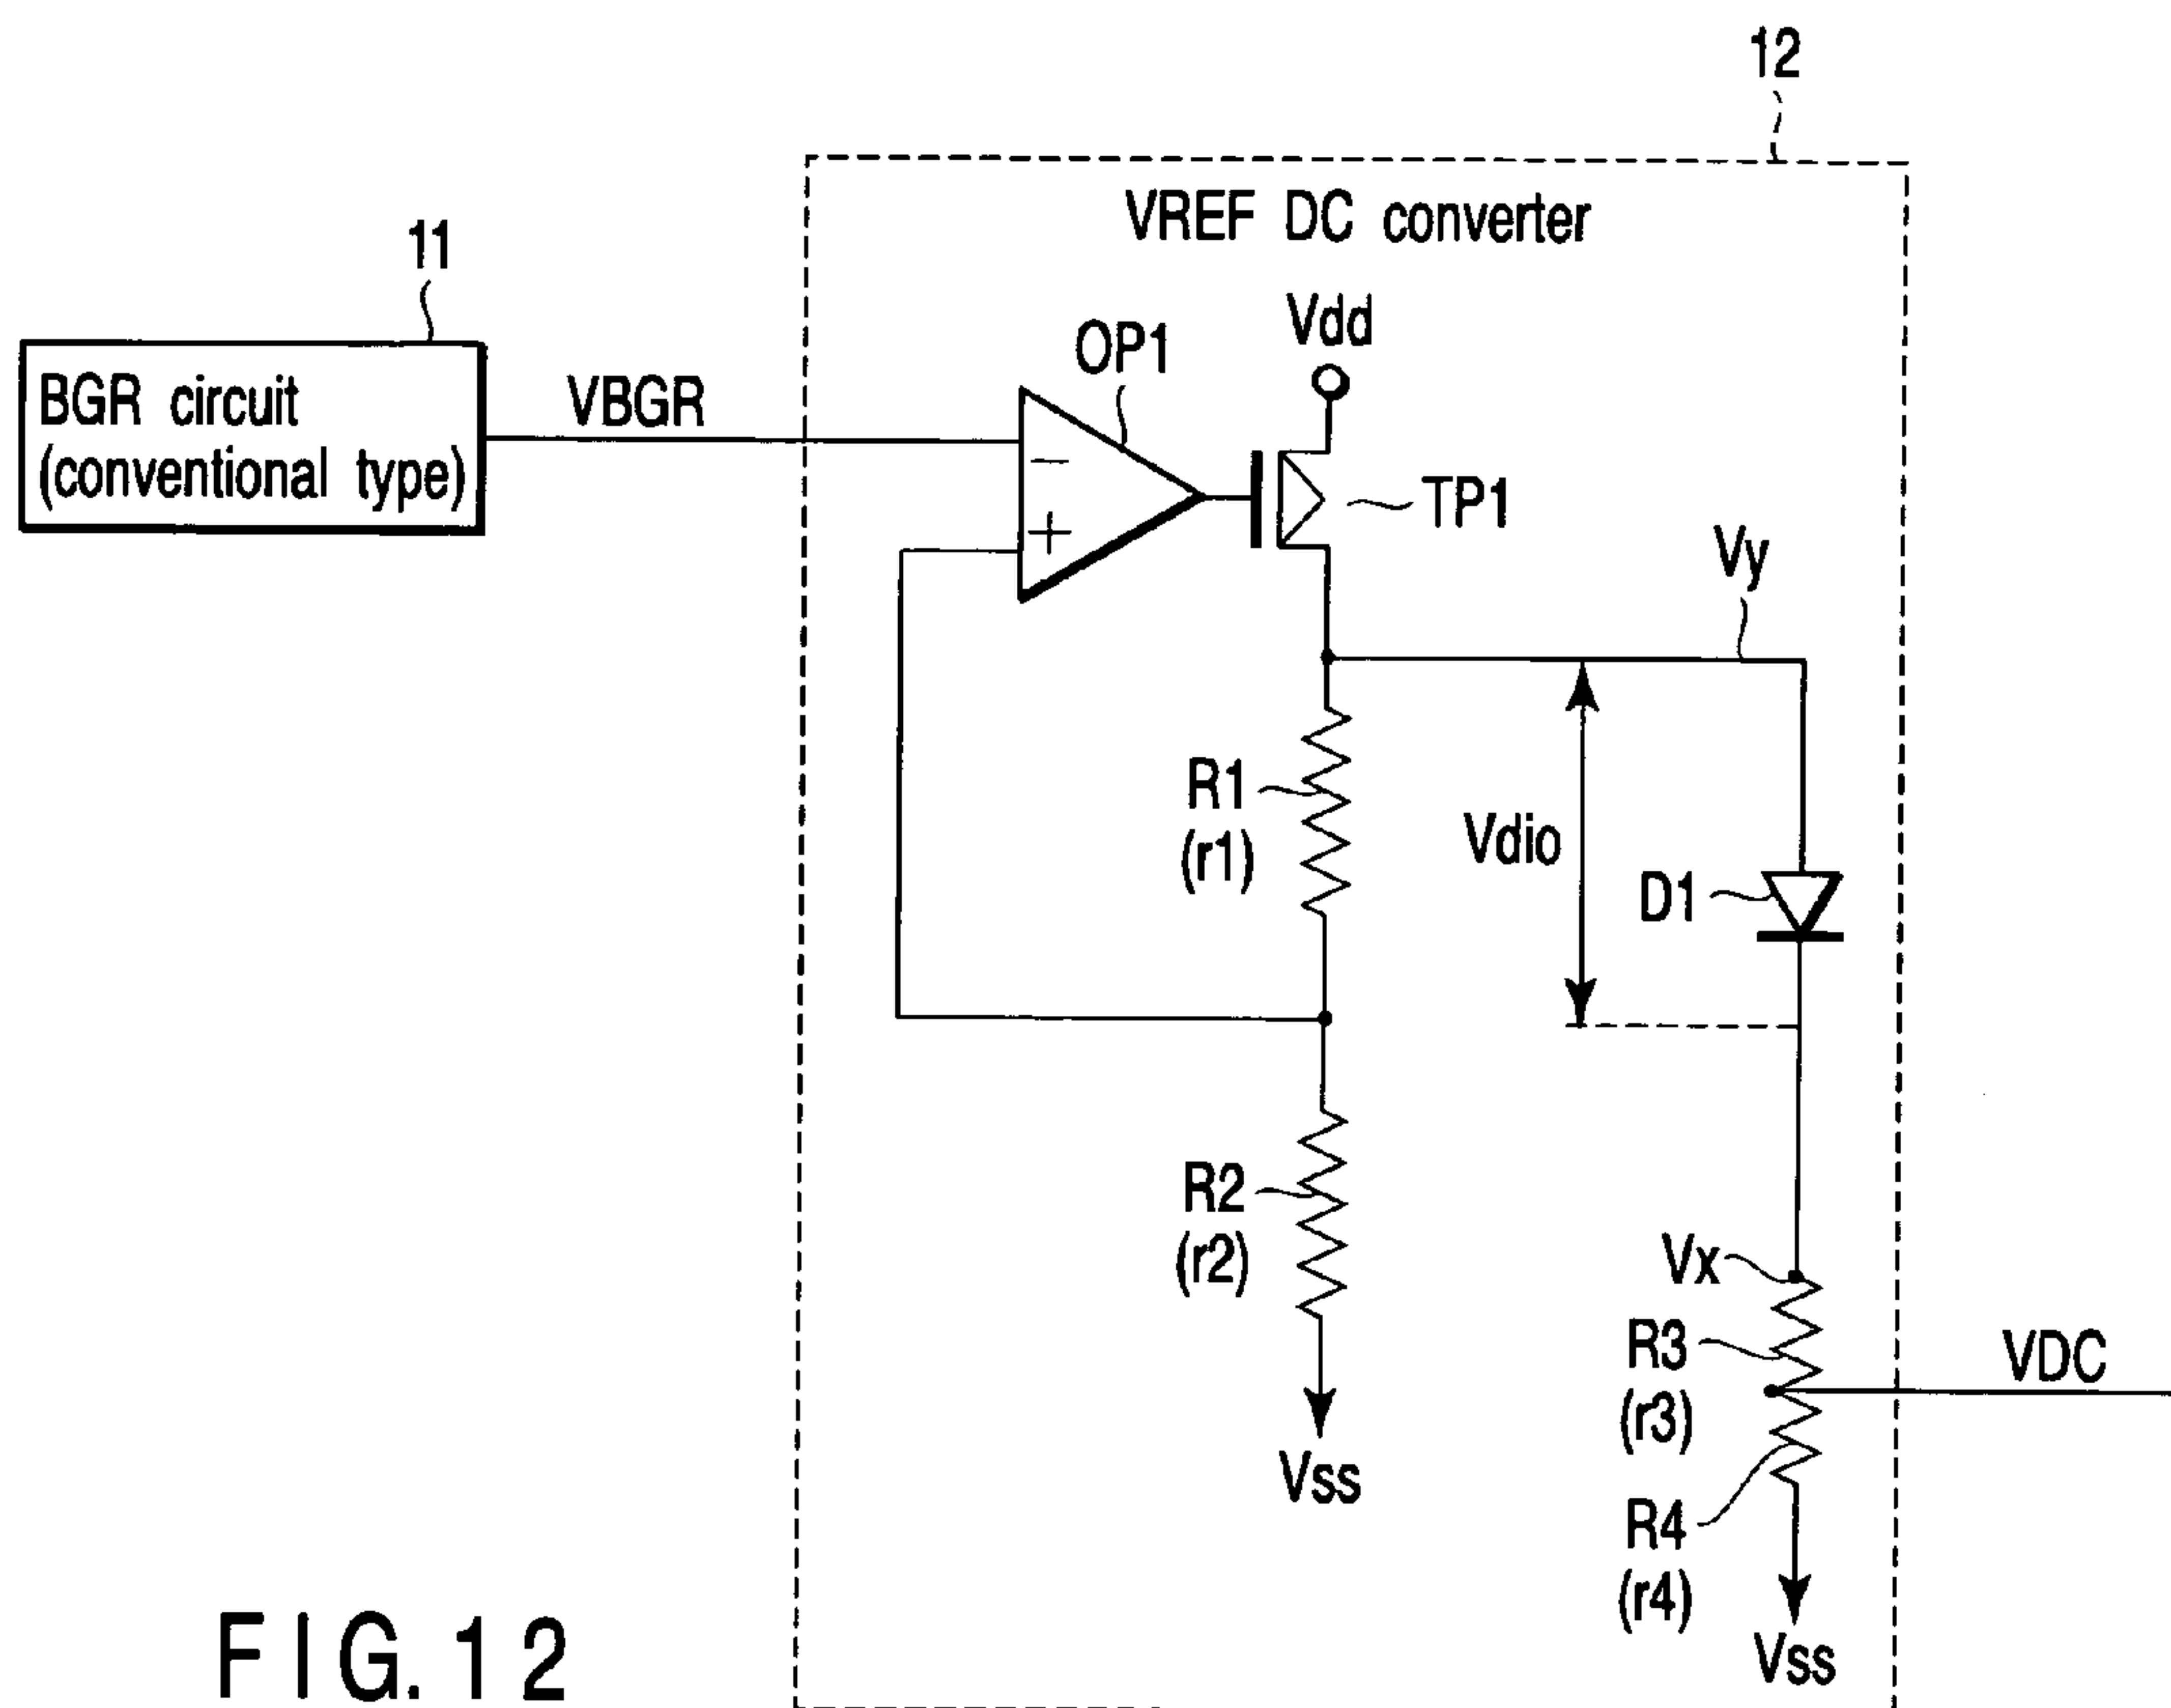 12
VREF DC converter
11
BGR circuit
(conventional type)
VBGR
OP1
Vdd
−
+
TP1
Vy
R1
(r1)
Vdio
D1
R2
(r2)
Vx
R3
(r3)
VDC
Vss
R4
(r4)
Vss
FIG. 12